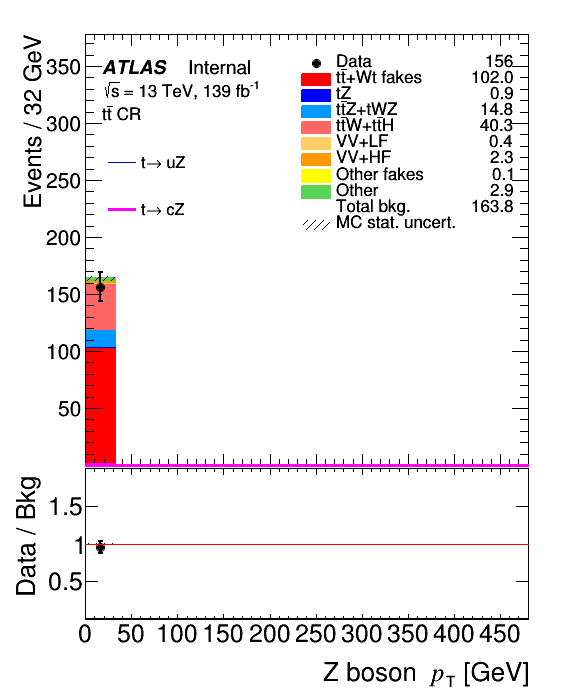 Events / 32 GeV
350
300
250
200
150
100
50
ATLAS Internal
√s = 13 TeV, 139 fb⁻¹
tt̄ CR
t→ uZ
t→ cZ
Data 156
tt̄+Wt fakes 102.0
tZ 0.9
tt̄Z+tWZ 14.8
tt̄W+tt̄H 40.3
VV+LF 0.4
VV+HF 2.3
Other fakes 0.1
Other 2.9
Total bkg. 163.8
MC stat. uncert.
Data / Bkg
1.5
1
0.5
0 50 100 150 200 250 300 350 400 450
Z boson p_T [GeV]